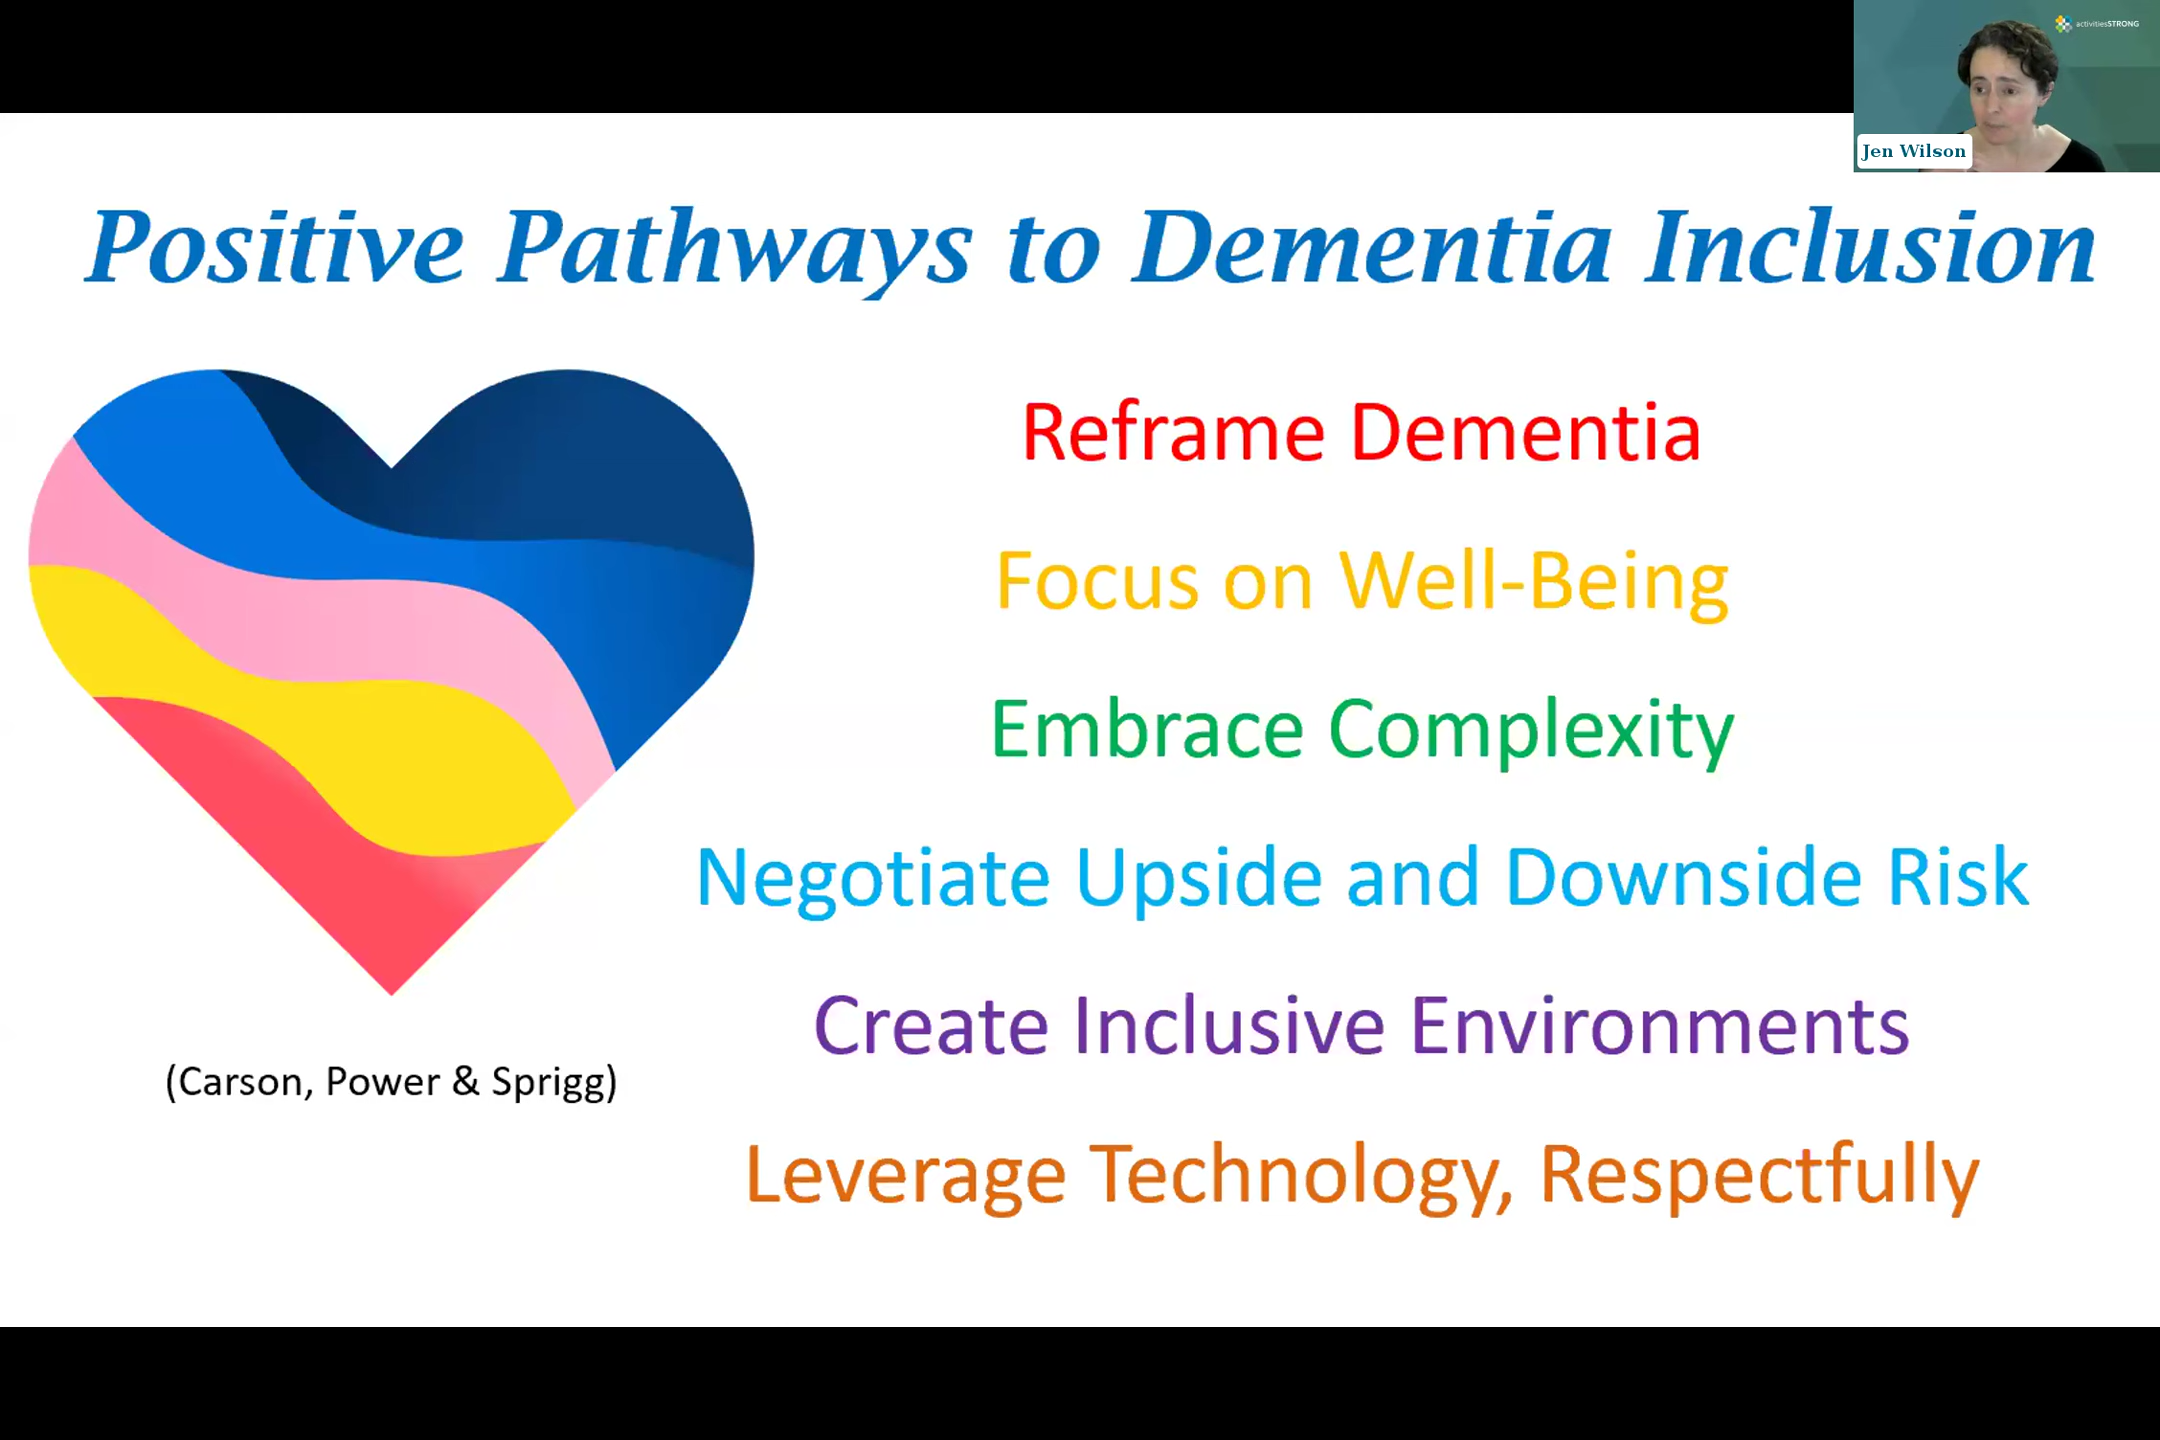 activitiesSTRONG
Jen Wilson
Positive Pathways to Dementia Inclusion
Reframe Dementia
Focus on Well-Being
Embrace Complexity
Negotiate Upside and Downside Risk
Create Inclusive Environments
(Carson, Power & Sprigg)
Leverage Technology, Respectfully